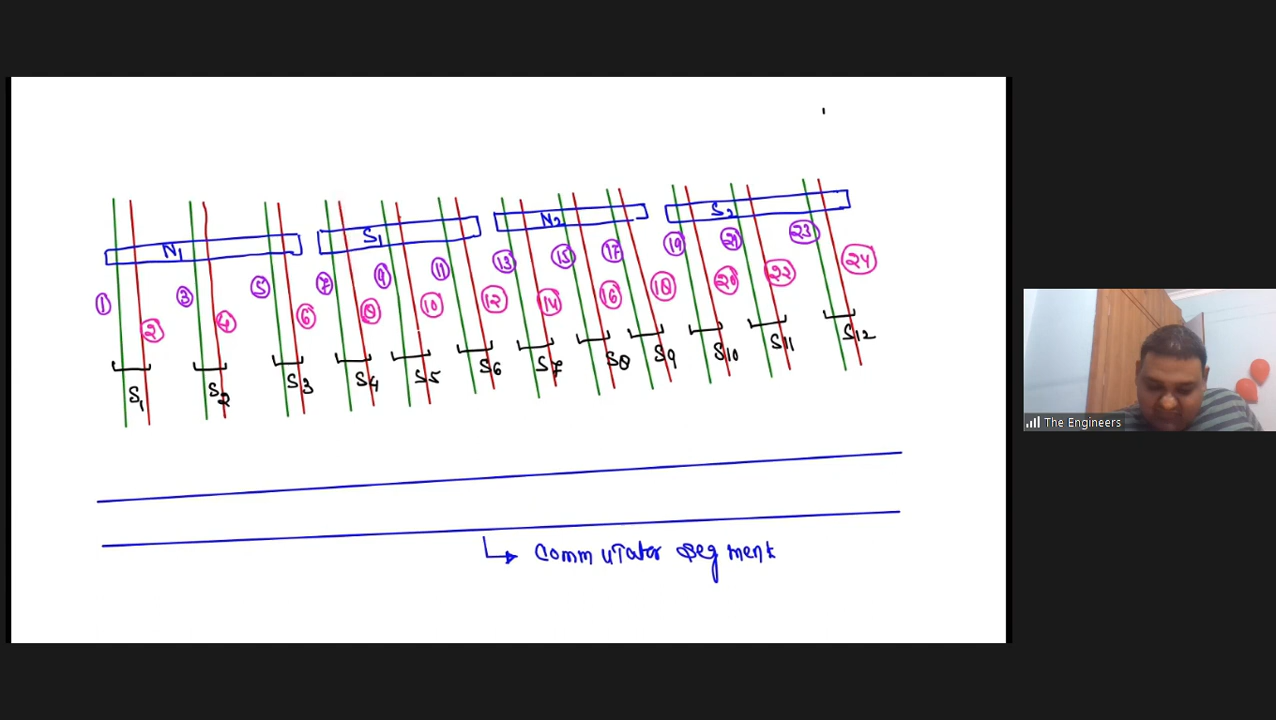 N1 S1 N2 S2
1 3 5 7 9 11 13 15 17 19 21 23
2 4 6 8 10 12 14 16 18 20 22 24
S1 S2 S3 S4 S5 S6 S7 S8 S9 S10 S11 S12
Commutator Segment
The Engineers